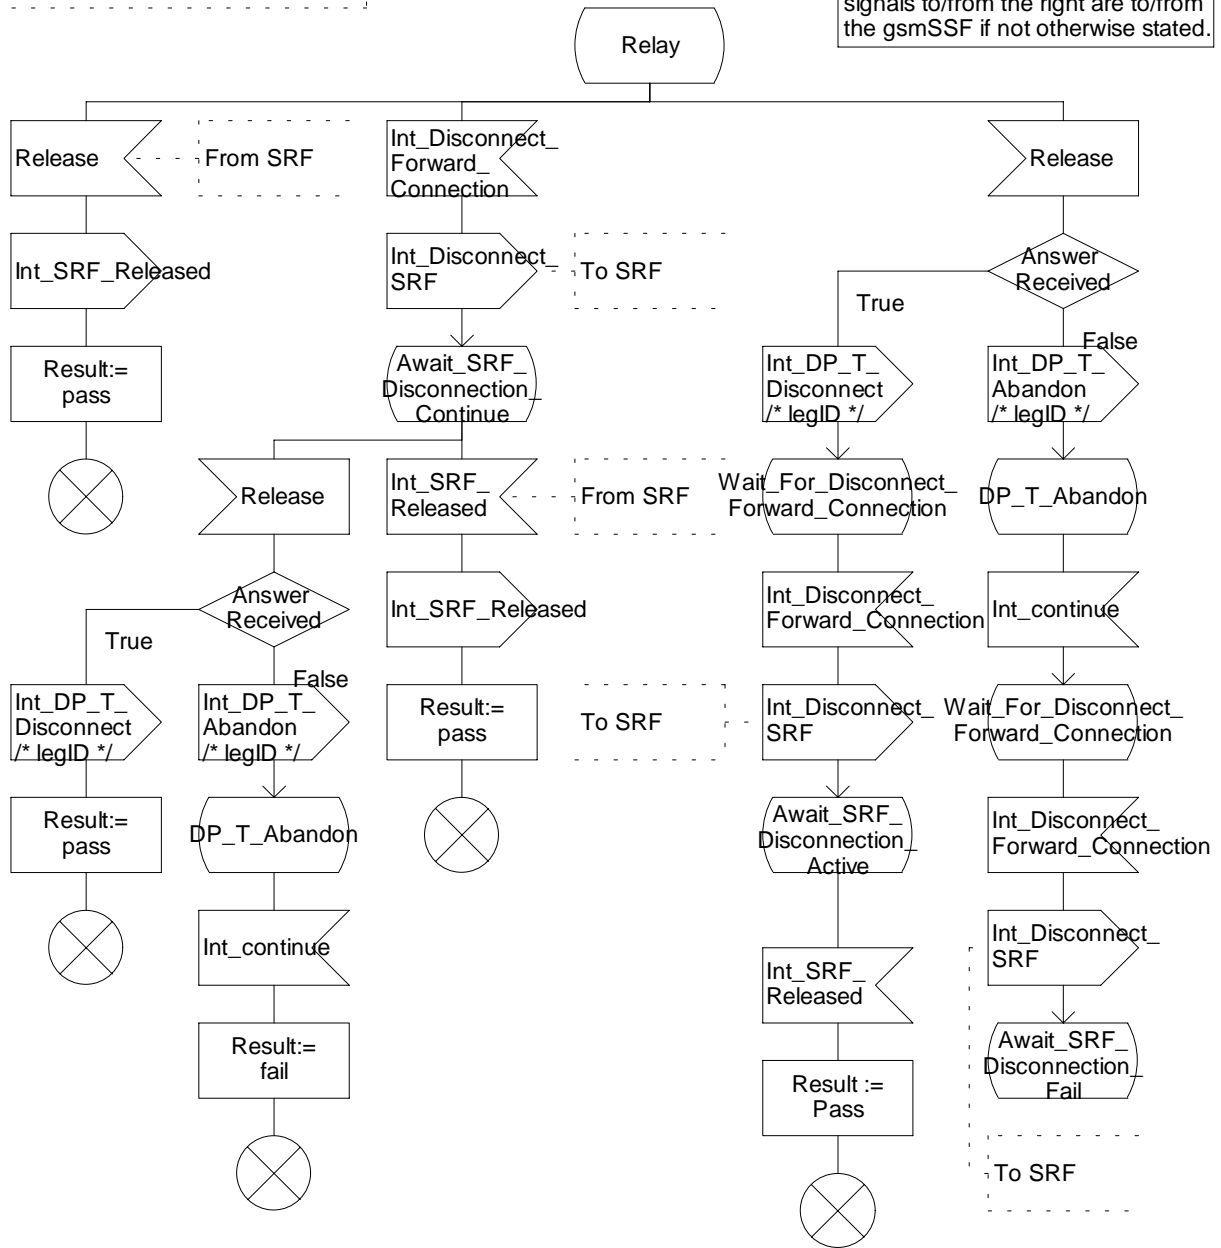 signals to/from the right are to/from
the gsmSSF if not otherwise stated.
Relay
Release
From SRF
Int_SRF_Released
Result:=
pass
Int_Disconnect_
Forward_
Connection
Int_Disconnect_
SRF
To SRF
Await_SRF_
Disconnection_
Continue
Release
Answer
Received
True
Int_DP_T_
Disconnect
/* legID */
Result:=
pass
False
Int_DP_T_
Abandon
/* legID */
DP_T_Abandon
Int_continue
Result:=
fail
Int_SRF_
Released
From SRF
Int_SRF_Released
Result:=
pass
Release
Answer
Received
True
Int_DP_T_
Disconnect
/* legID */
Wait_For_Disconnect_
Forward_Connection
Int_Disconnect_
Forward_Connection
To SRF
Int_Disconnect_
SRF
Await_SRF_
Disconnection_
Active
Int_SRF_
Released
Result :=
Pass
False
Int_DP_T_
Abandon
/* legID */
DP_T_Abandon
Int_continue
Wait_For_Disconnect_
Forward_Connection
Int_Disconnect_
Forward_Connection
Int_Disconnect_
SRF
Await_SRF_
Disconnection_
Fail
To SRF